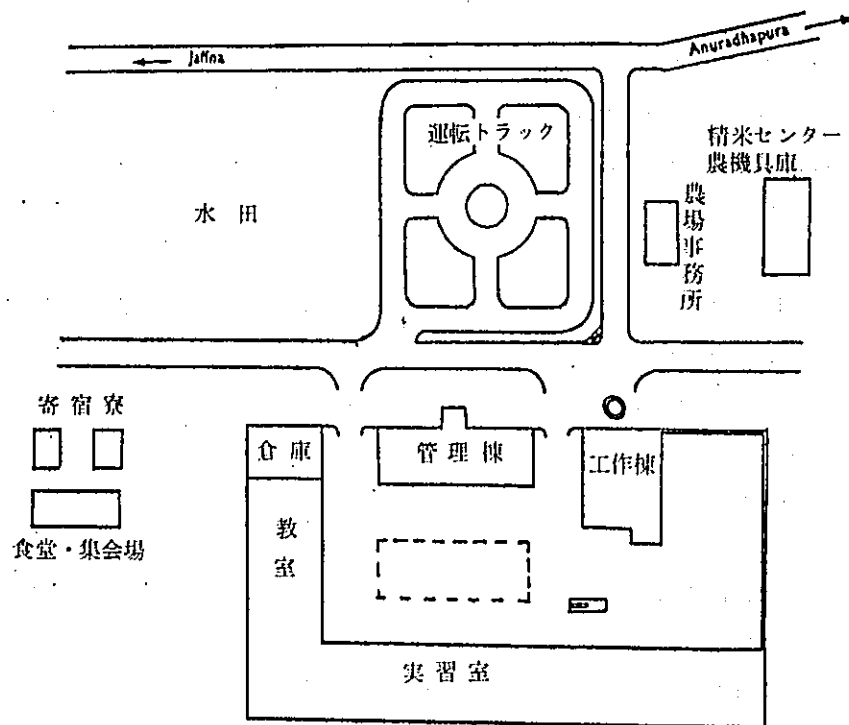 Jaffna
Anuradhapura
運転トラック
精米センター
農機具庫
水田
農場事務所
寄宿寮
倉庫
管理棟
工作棟
教室
食堂・集会場
実習室